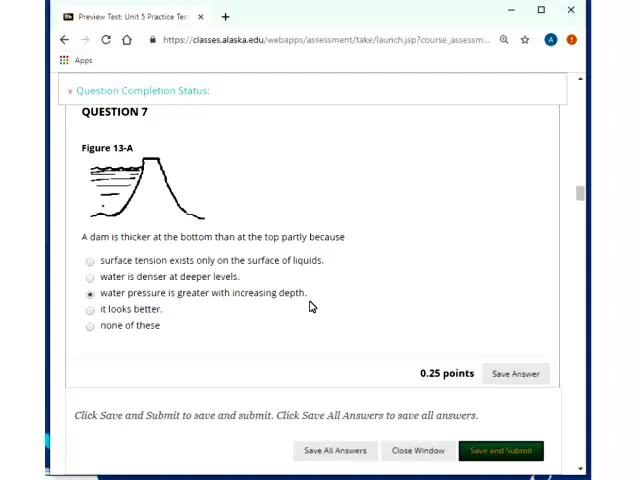 Preview Test: Unit 5 Practice Tes
https://classes.alaska.edu/webapps/assessment/take/launch.jsp?course_assessm...
A
Apps
Question Completion Status:
QUESTION 7
Figure 13-A
A dam is thicker at the bottom than at the top partly because
surface tension exists only on the surface of liquids.
water is denser at deeper levels.
water pressure is greater with increasing depth.
it looks better.
none of these
0.25 points
Save Answer
Click Save and Submit to save and submit. Click Save All Answers to save all answers.
Save All Answers
Close Window
Save and Submit